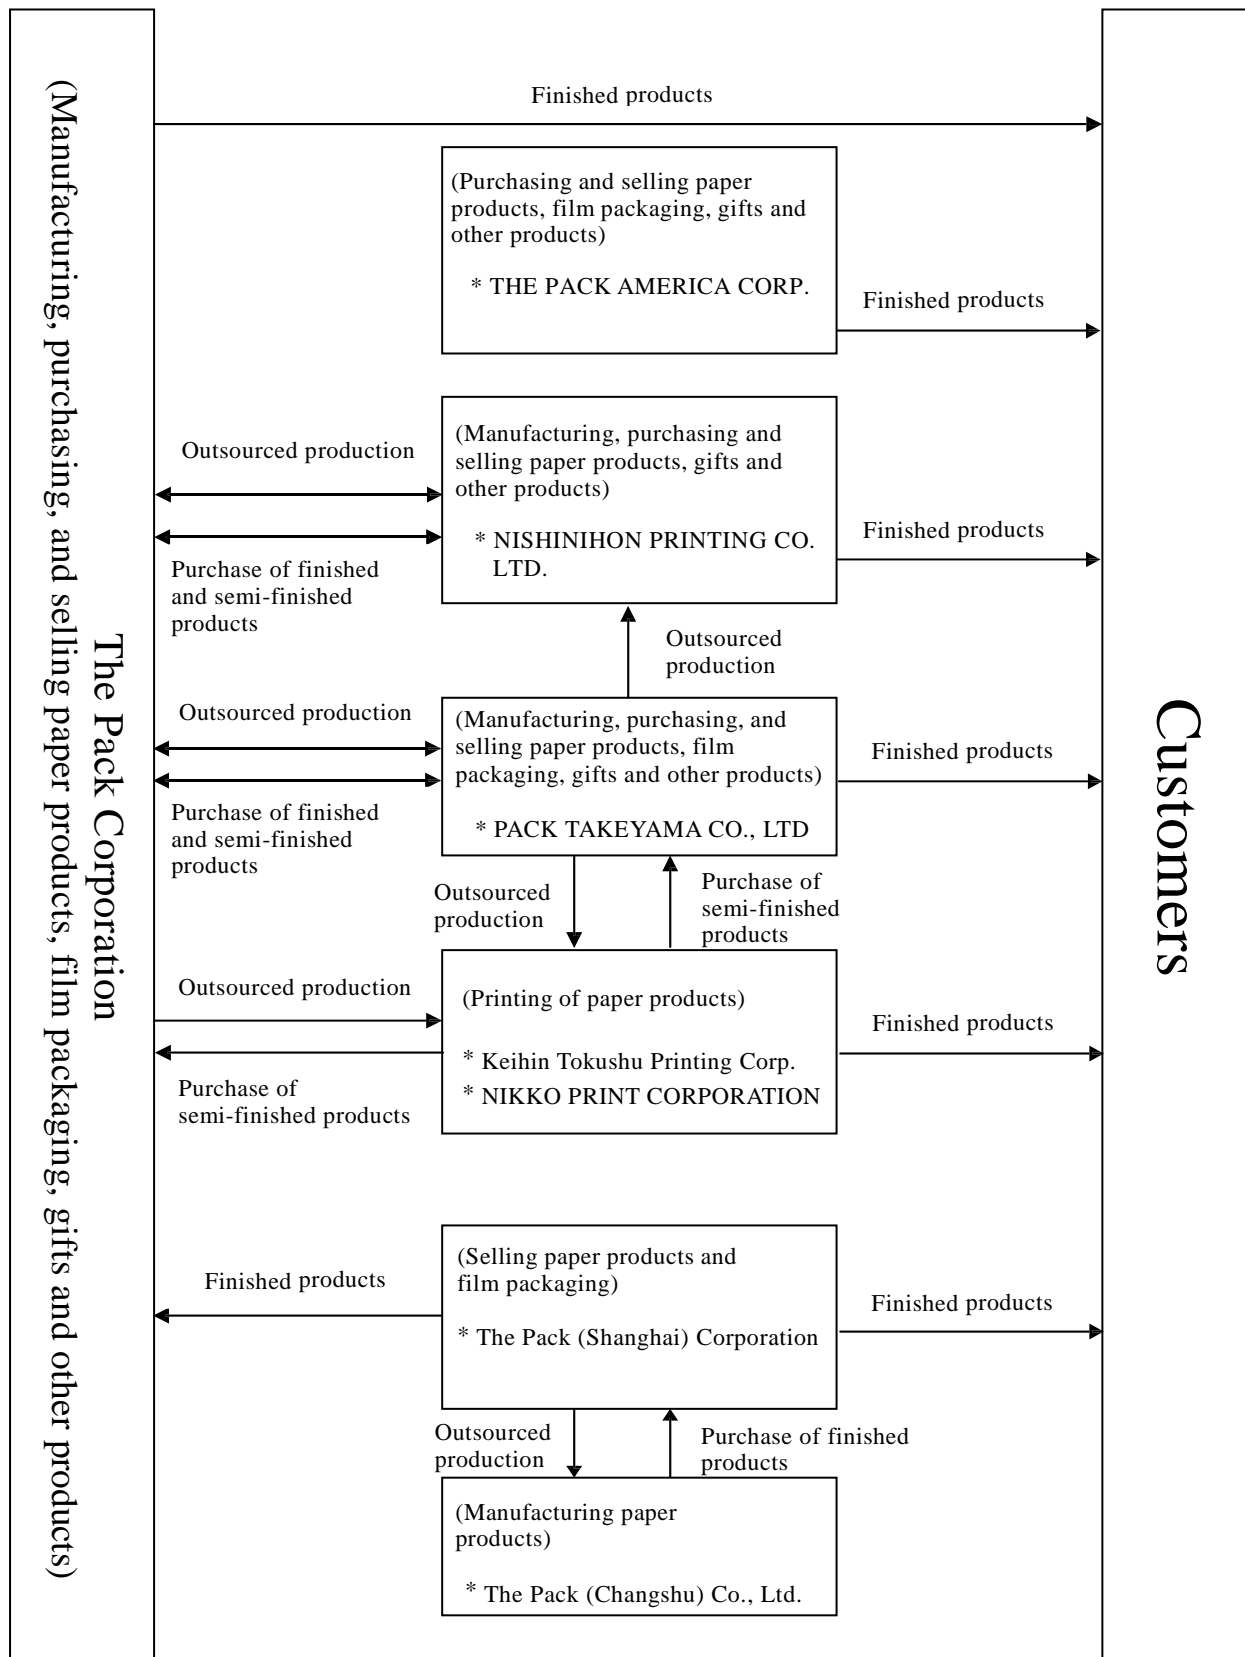 The Pack Corporation
(Manufacturing, purchasing, and selling paper products, film packaging, gifts and other products)
Finished products
(Purchasing and selling paper
products, film packaging, gifts and
other products)
* THE PACK AMERICA CORP.
Finished products
Outsourced production
Purchase of finished
and semi-finished
products
(Manufacturing, purchasing and
selling paper products, gifts and
other products)
* NISHINIHON PRINTING CO.
LTD.
Finished products
Outsourced
production
Outsourced production
Purchase of finished
and semi-finished
products
(Manufacturing, purchasing, and
selling paper products, film
packaging, gifts and other products)
* PACK TAKEYAMA CO., LTD
Finished products
Outsourced
production
Purchase of
semi-finished
products
Outsourced production
Purchase of
semi-finished products
(Printing of paper products)
* Keihin Tokushu Printing Corp.
* NIKKO PRINT CORPORATION
Finished products
Finished products
(Selling paper products and
film packaging)
* The Pack (Shanghai) Corporation
Finished products
Outsourced
production
Purchase of finished
products
(Manufacturing paper
products)
* The Pack (Changshu) Co., Ltd.
Customers